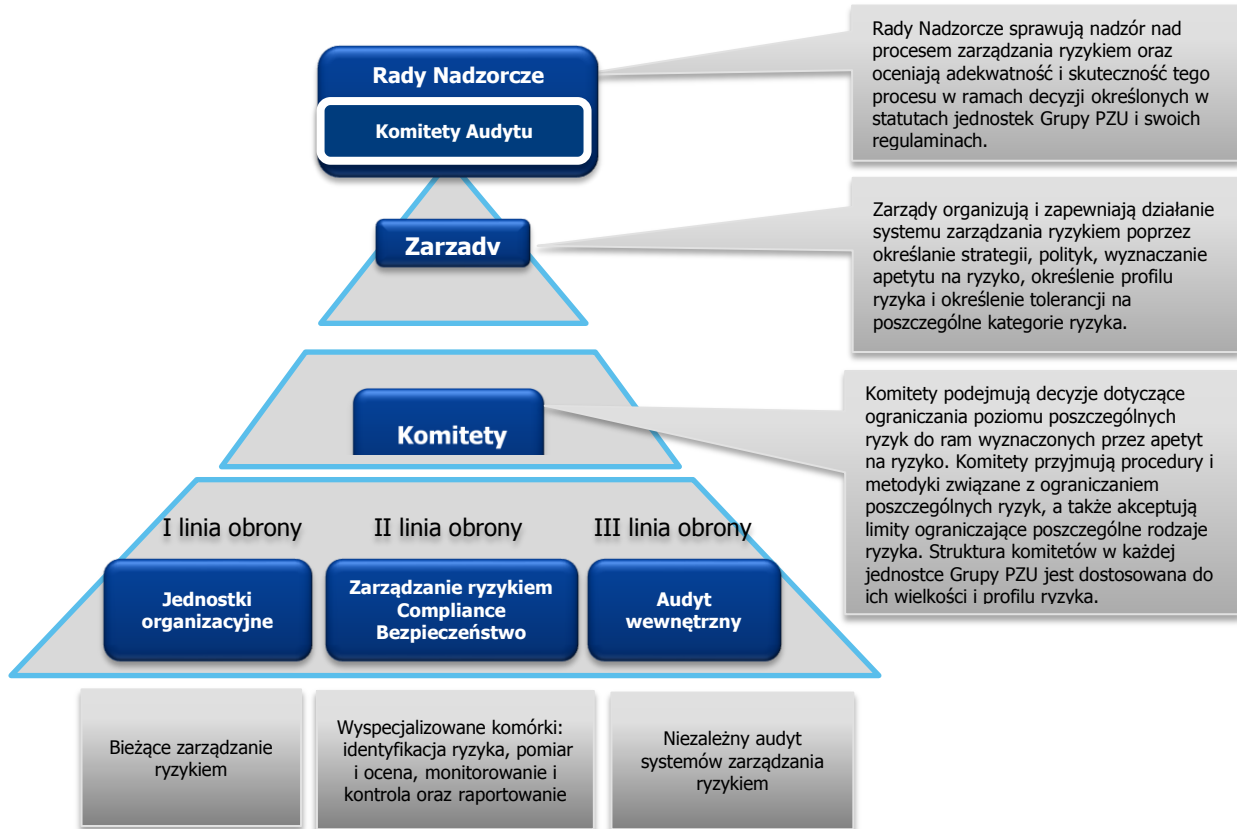 Rady Nadzorcze
Komitety Audytu
Rady Nadzorcze sprawują nadzór nad
procesem zarządzania ryzykiem oraz
oceniają adekwatność i skuteczność tego
procesu w ramach decyzji określonych w
statutach jednostek Grupy PZU i swoich
regulaminach.
Zarządy
Zarządy organizują i zapewniają działanie
systemu zarządzania ryzykiem poprzez
określanie strategii, polityk, wyznaczanie
apetytu na ryzyko, określenie profilu
ryzyka i określenie tolerancji na
poszczególne kategorie ryzyka.
Komitety
Komitety podejmują decyzje dotyczące
ograniczania poziomu poszczególnych
ryzyk do ram wyznaczonych przez apetyt
na ryzyko. Komitety przyjmują procedury i
metodyki związane z ograniczaniem
poszczególnych ryzyk, a także akceptują
limity ograniczające poszczególne rodzaje
ryzyka. Struktura komitetów w każdej
jednostce Grupy PZU jest dostosowana do
ich wielkości i profilu ryzyka.
I linia obrony
II linia obrony
III linia obrony
Jednostki
organizacyjne
Zarządzanie ryzykiem
Compliance
Bezpieczeństwo
Audyt
wewnętrzny
Bieżące zarządzanie
ryzykiem
Wyspecjalizowane komórki:
identyfikacja ryzyka, pomiar
i ocena, monitorowanie i
kontrola oraz raportowanie
Niezależny audyt
systemów zarządzania
ryzykiem